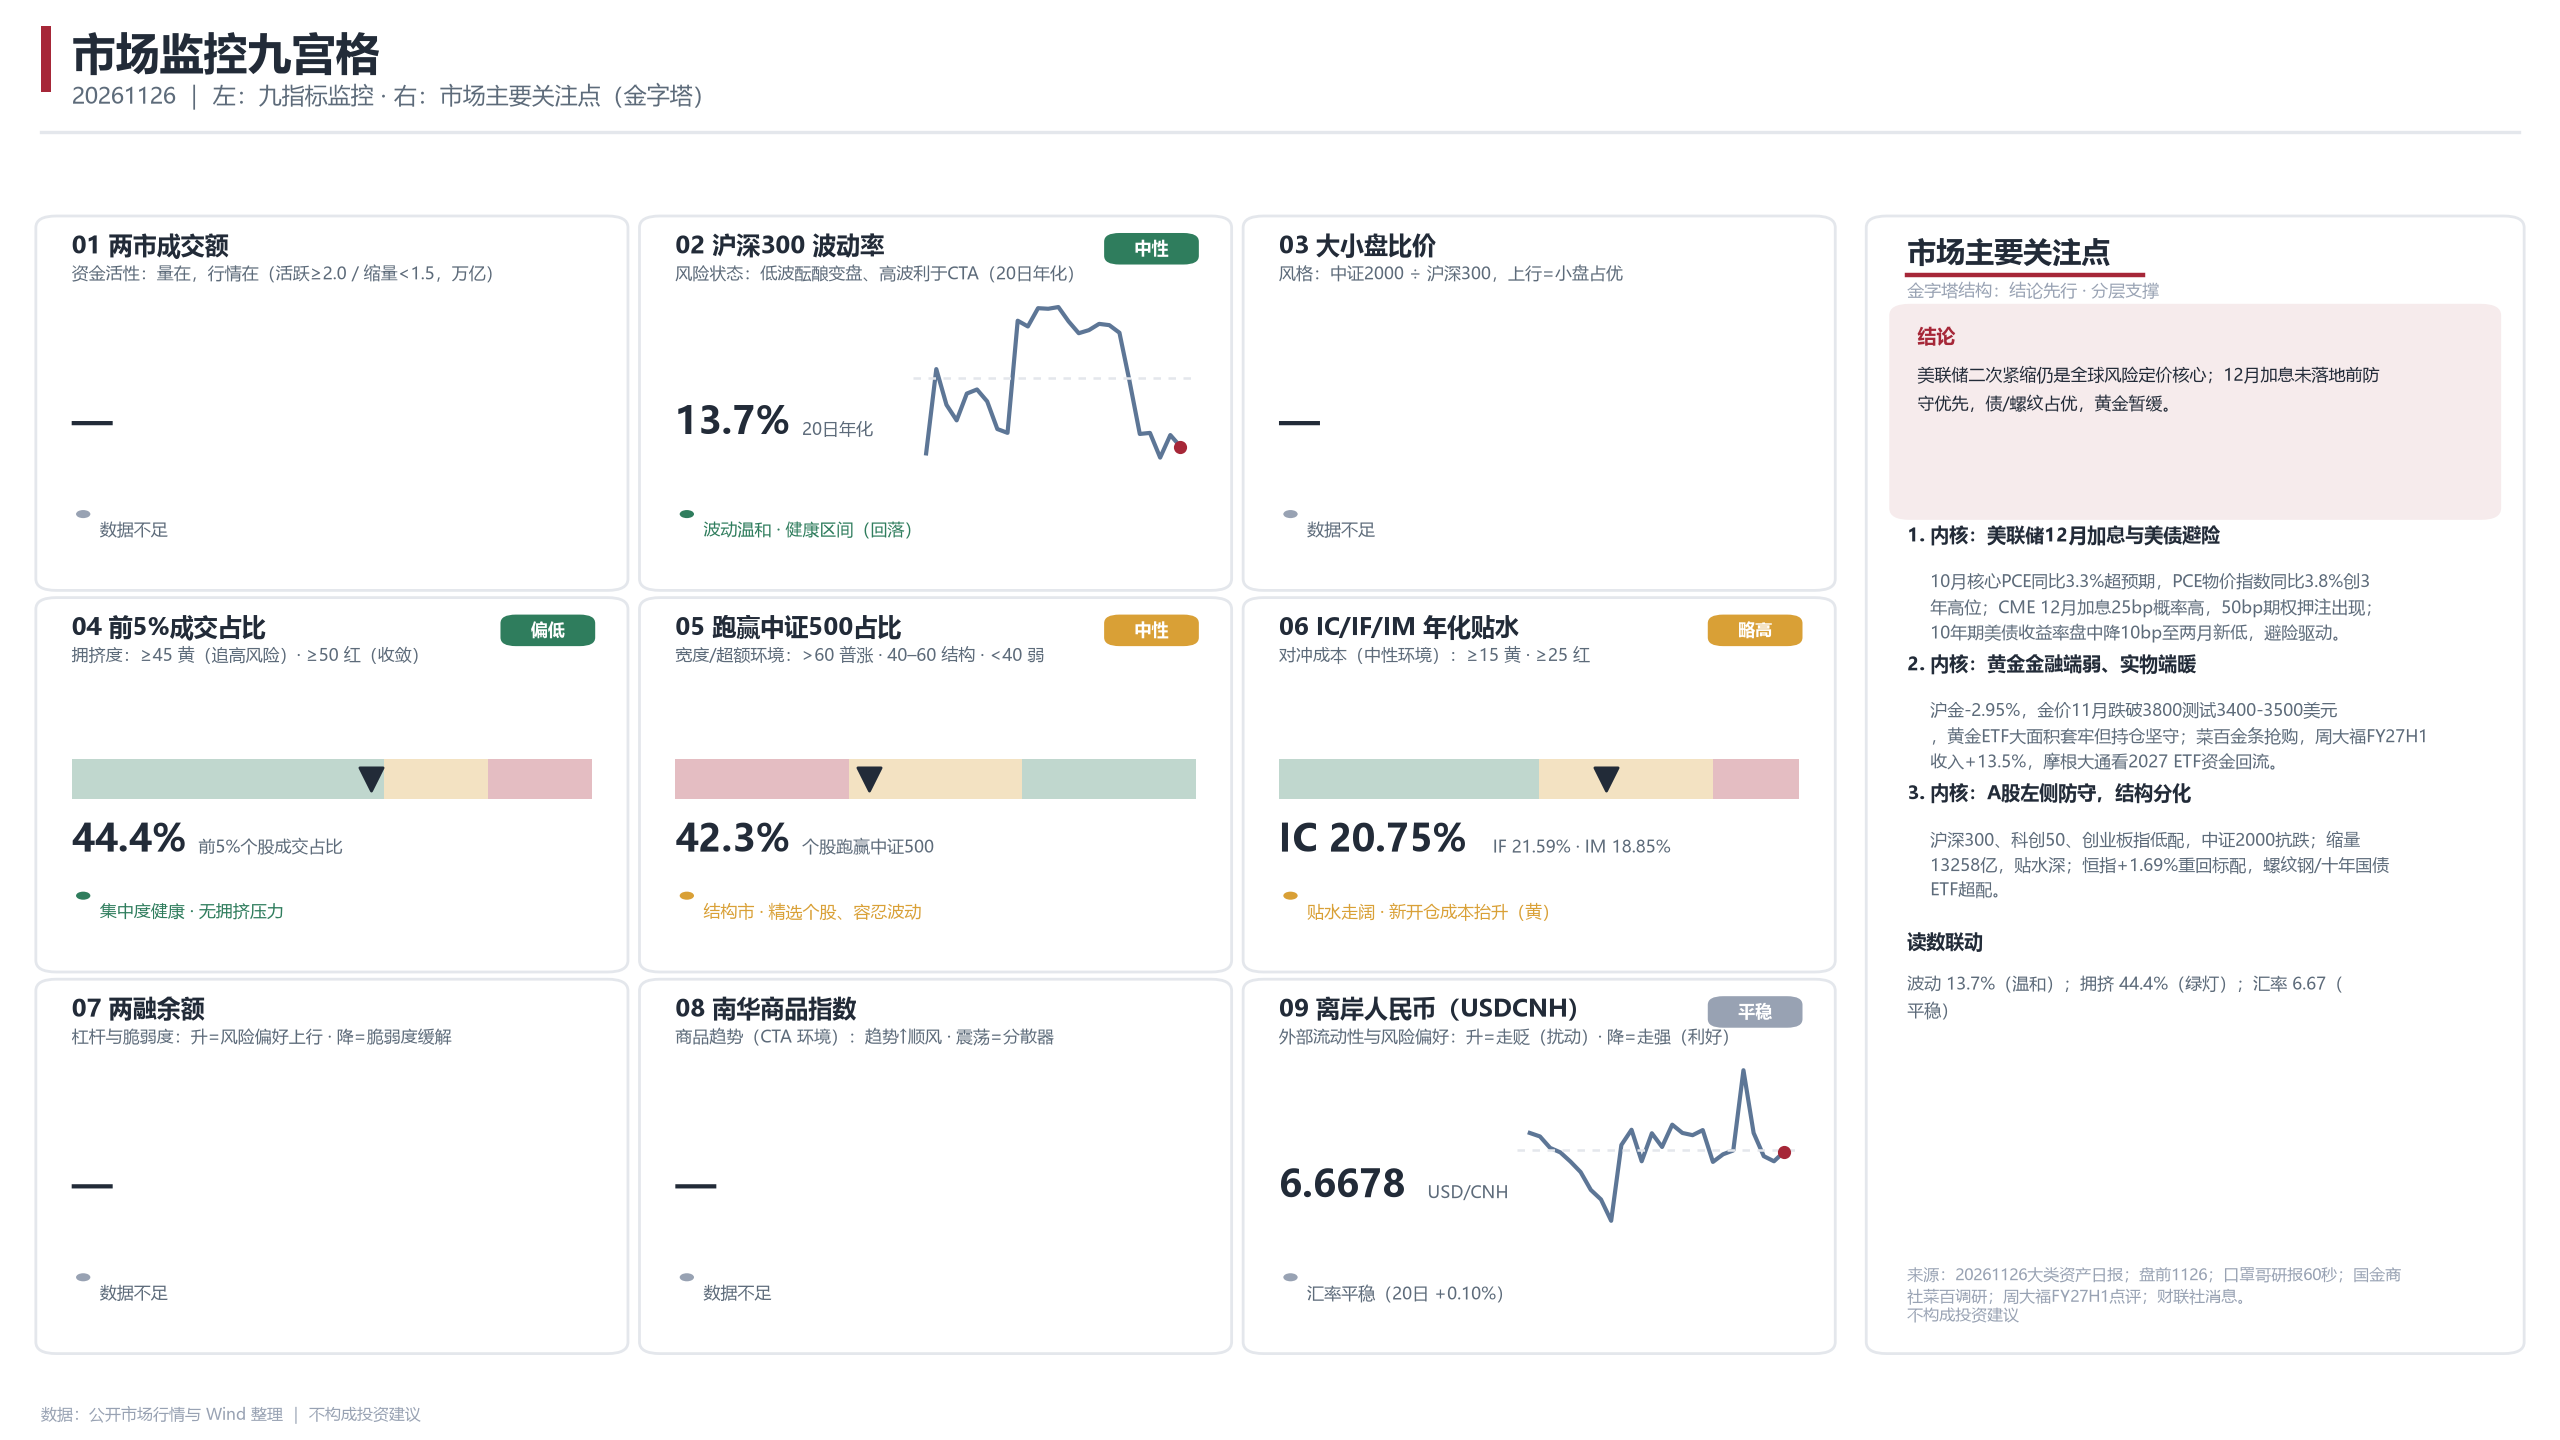 市场监控九宫格
20261126 | 左：九指标监控 · 右：市场主要关注点（金字塔）
01 两市成交额
资金活性：量在，行情在（活跃≥2.0 / 缩量<1.5，万亿）
—
数据不足
02 沪深300 波动率
中性
风险状态：低波酝酿变盘、高波利于CTA（20日年化）
13.7% 20日年化
波动温和 · 健康区间（回落）
03 大小盘比价
风格：中证2000 ÷ 沪深300，上行=小盘占优
—
数据不足
04 前5%成交占比
偏低
拥挤度：≥45 黄（追高风险）· ≥50 红（收敛）
44.4% 前5%个股成交占比
集中度健康 · 无拥挤压力
05 跑赢中证500占比
中性
宽度/超额环境：>60 普涨 · 40–60 结构 · <40 弱
42.3% 个股跑赢中证500
结构市 · 精选个股、容忍波动
06 IC/IF/IM 年化贴水
略高
对冲成本（中性环境）：≥15 黄 · ≥25 红
IC 20.75% IF 21.59% · IM 18.85%
贴水走阔 · 新开仓成本抬升（黄）
07 两融余额
杠杆与脆弱度：升=风险偏好上行 · 降=脆弱度缓解
—
数据不足
08 南华商品指数
商品趋势（CTA 环境）：趋势↑顺风 · 震荡=分散器
—
数据不足
09 离岸人民币（USDCNH）
平稳
外部流动性与风险偏好：升=走贬（扰动）· 降=走强（利好）
6.6678 USD/CNH
汇率平稳（20日 +0.10%）
市场主要关注点
金字塔结构：结论先行 · 分层支撑
结论
美联储二次紧缩仍是全球风险定价核心；12月加息未落地前防
守优先，债/螺纹占优，黄金暂缓。
1. 内核：美联储12月加息与美债避险
10月核心PCE同比3.3%超预期，PCE物价指数同比3.8%创3
年高位；CME 12月加息25bp概率高，50bp期权押注出现；
10年期美债收益率盘中降10bp至两月新低，避险驱动。
2. 内核：黄金金融端弱、实物端暖
沪金-2.95%，金价11月跌破3800测试3400-3500美元
，黄金ETF大面积套牢但持仓坚守；菜百金条抢购，周大福FY27H1
收入+13.5%，摩根大通看2027 ETF资金回流。
3. 内核：A股左侧防守，结构分化
沪深300、科创50、创业板指低配，中证2000抗跌；缩量
13258亿，贴水深；恒指+1.69%重回标配，螺纹钢/十年国债
ETF超配。
读数联动
波动 13.7%（温和）；拥挤 44.4%（绿灯）；汇率 6.67（
平稳）
来源：20261126大类资产日报；盘前1126；口罩哥研报60秒；国金商
社菜百调研；周大福FY27H1点评；财联社消息。
不构成投资建议
数据：公开市场行情与 Wind 整理 | 不构成投资建议